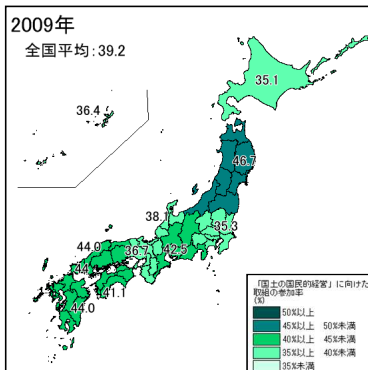 2009年
全国平均:39.2
35.1
36.4
46.7
38.1
35.3
44.0
36.7
42.5
41.1
44.0
「国土の国民的経営」に向けた
取組の参加率
(%)
50%以上
45%以上 50%未満
40%以上 45%未満
35%以上 40%未満
35%未満